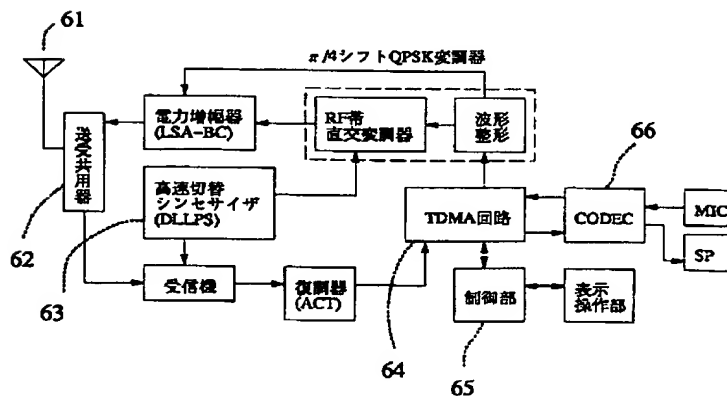 61
π/4シフトQPSK変調器
電力増幅器
(LSA-BC)
RF帯
直交変調器
波形
整形
66
送受共用器
高速切替
シンセサイザ
(DLLPS)
TDMA回路
CODEC
MIC
SP
62
63
受信機
復調器
(ACT)
制御部
表示
操作部
64
65